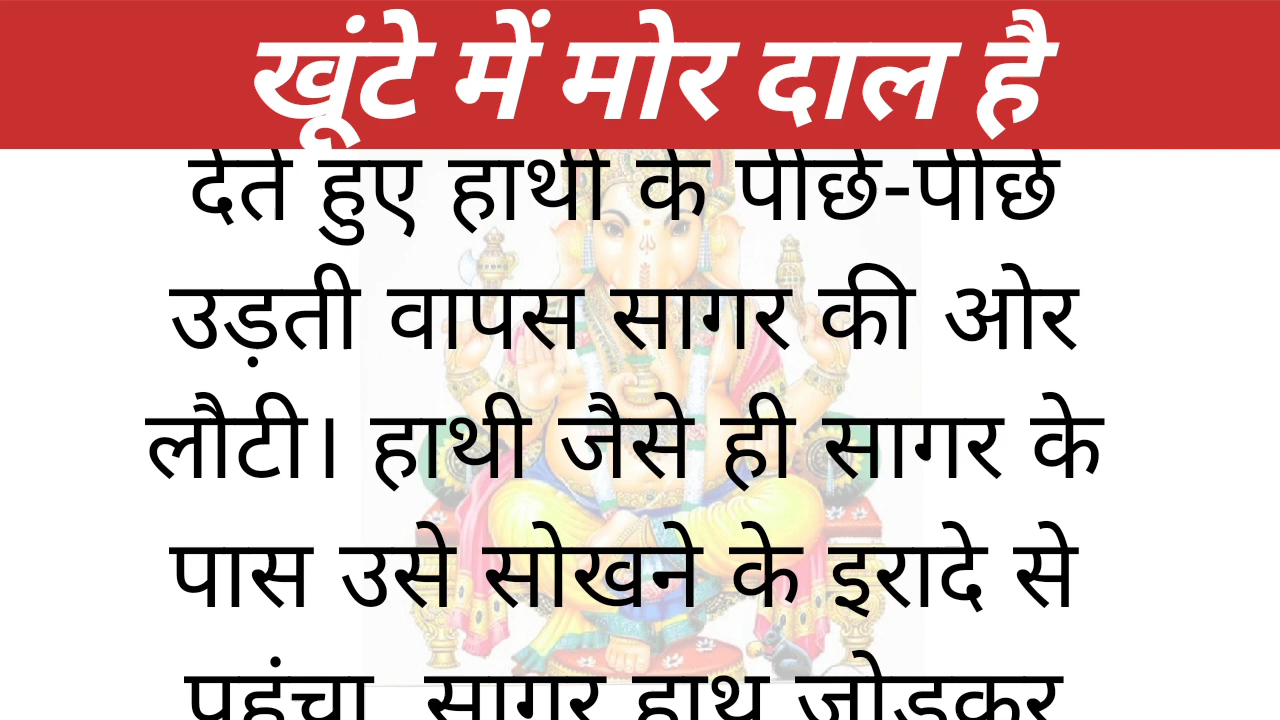 खूंटे में मोर दाल है
देते हुए हाथी के पीछे-पीछे
उड़ती वापस सागर की ओर
लौटी। हाथी जैसे ही सागर के
पास उसे सोखने के इरादे से
पहुंचा, सागर हाथ जोड़कर